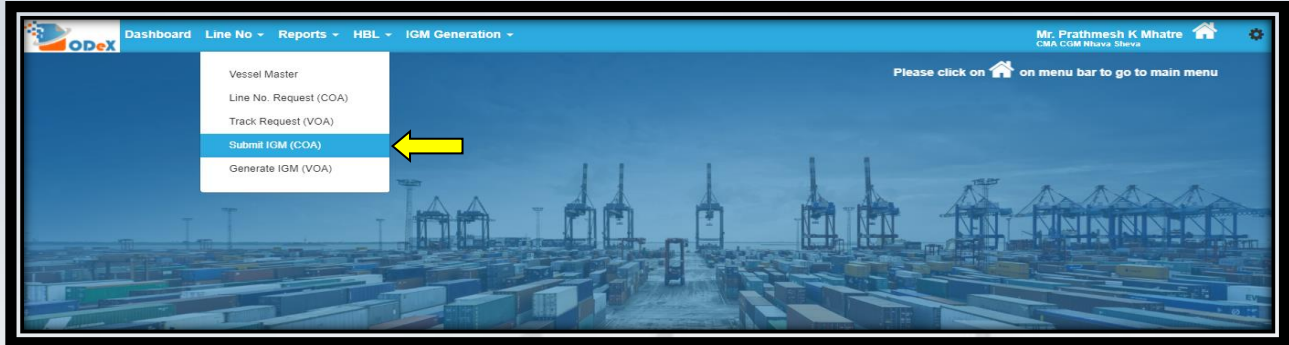 ODeX Dashboard Line No Reports HBL IGM Generation Mr. Prathmesh K Mhatre
CMA CGM Nhava Sheva
Please click on on menu bar to go to main menu
Vessel Master
Line No. Request (COA)
Track Request (VOA)
Submit IGM (COA)
Generate IGM (VOA)